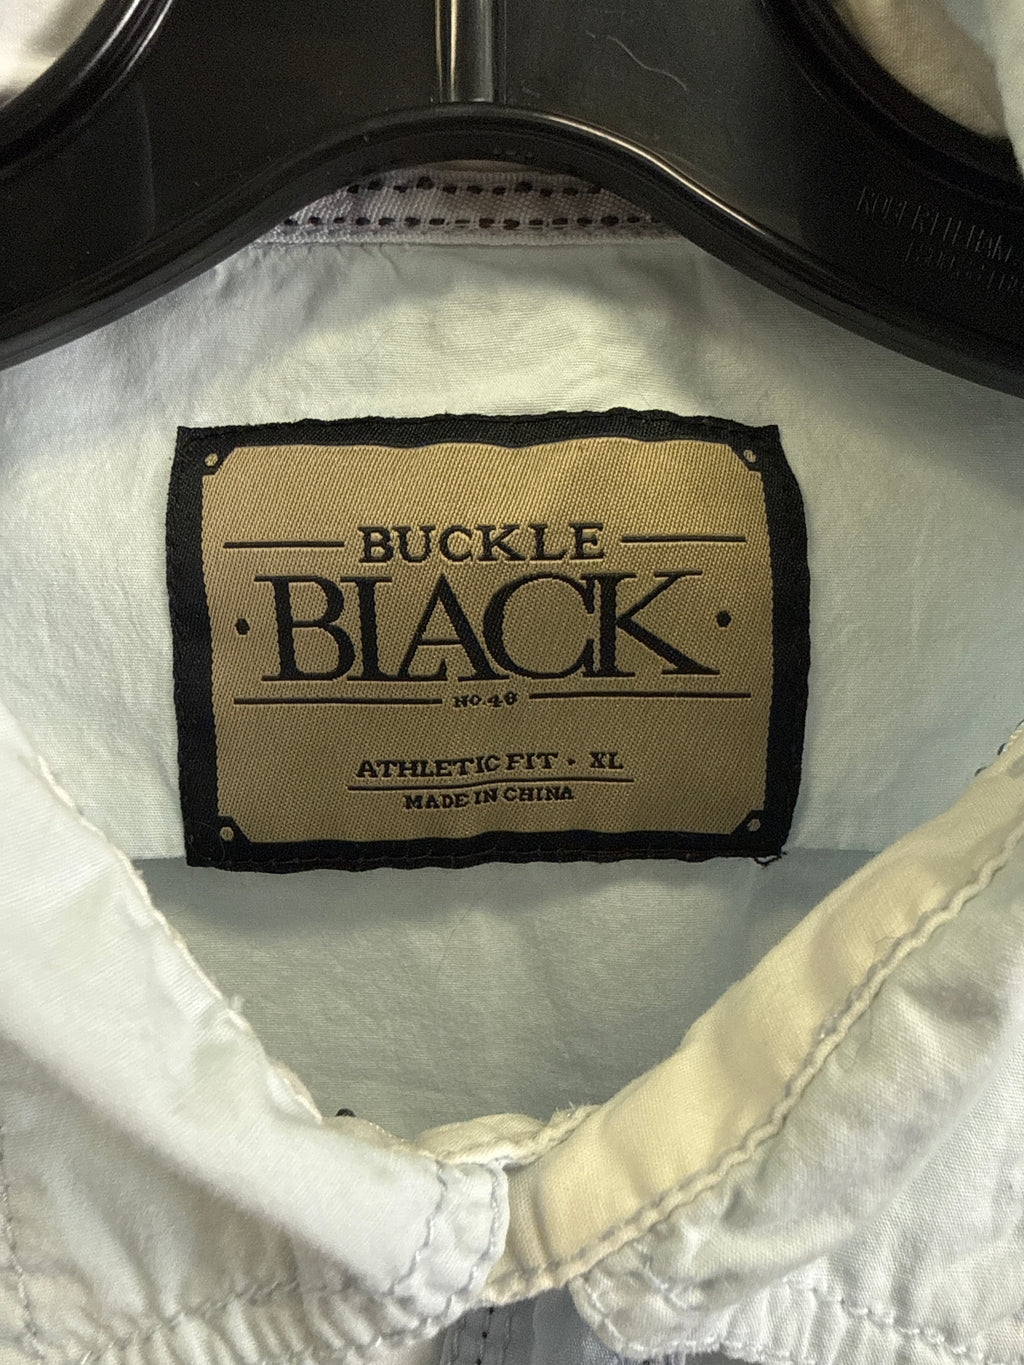 BUCKLE
BLACK
NO. 46
ATHLETIC FIT • XL
MADE IN CHINA